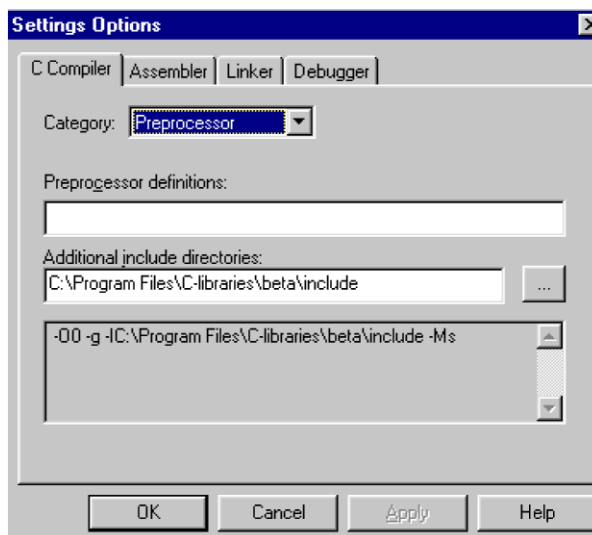 Settings Options
C Compiler Assembler Linker Debugger
Category: Preprocessor
Preprocessor definitions:
Additional include directories:
C:\Program Files\C-libraries\beta\include ...
-O0 -g -IC:\Program Files\C-libraries\beta\include -Ms
OK Cancel Apply Help